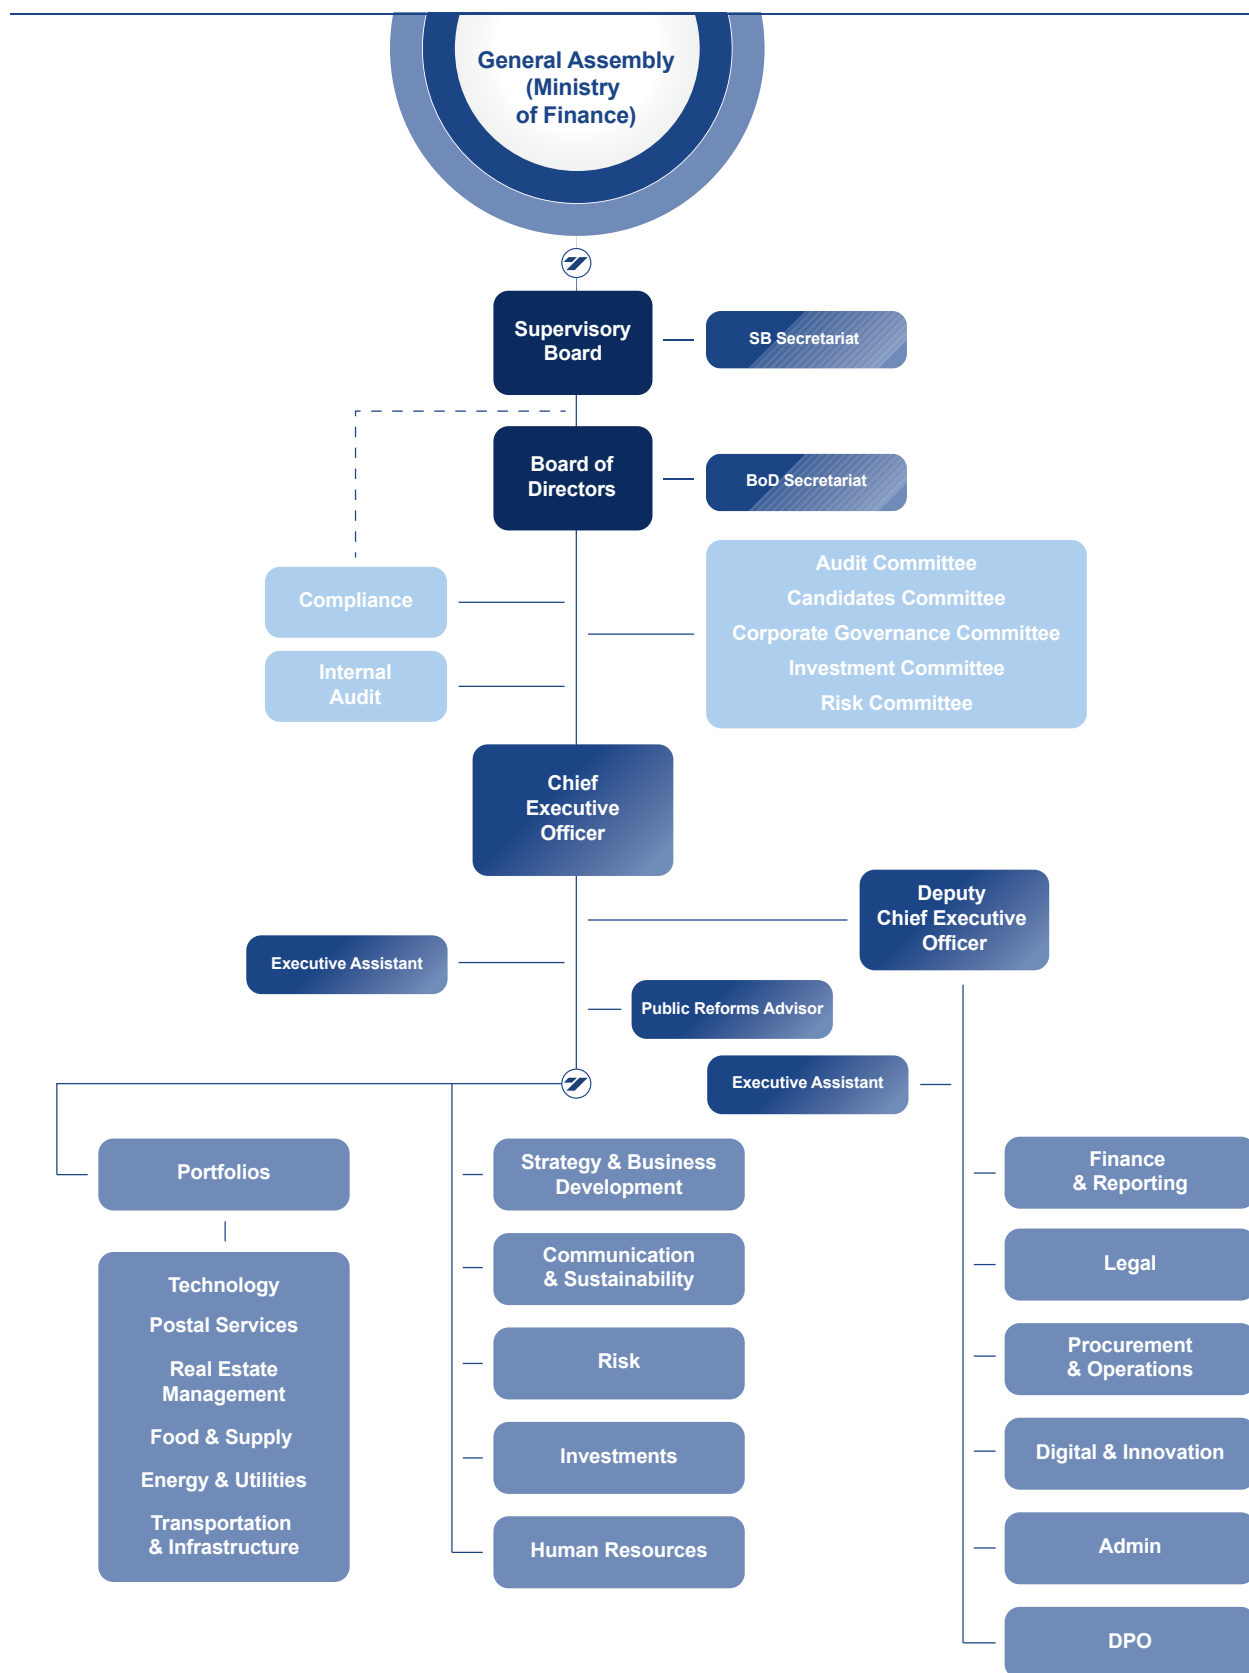 General Assembly
(Ministry
of Finance)
Supervisory
Board
SB Secretariat
Board of
Directors
BoD Secretariat
Compliance
Internal
Audit
Audit Committee
Candidates Committee
Corporate Governance Committee
Investment Committee
Risk Committee
Chief
Executive
Officer
Deputy
Chief Executive
Officer
Executive Assistant
Public Reforms Advisor
Executive Assistant
Portfolios
Technology
Postal Services
Real Estate
Management
Food & Supply
Energy & Utilities
Transportation
& Infrastructure
Strategy & Business
Development
Communication
& Sustainability
Risk
Investments
Human Resources
Finance
& Reporting
Legal
Procurement
& Operations
Digital & Innovation
Admin
DPO